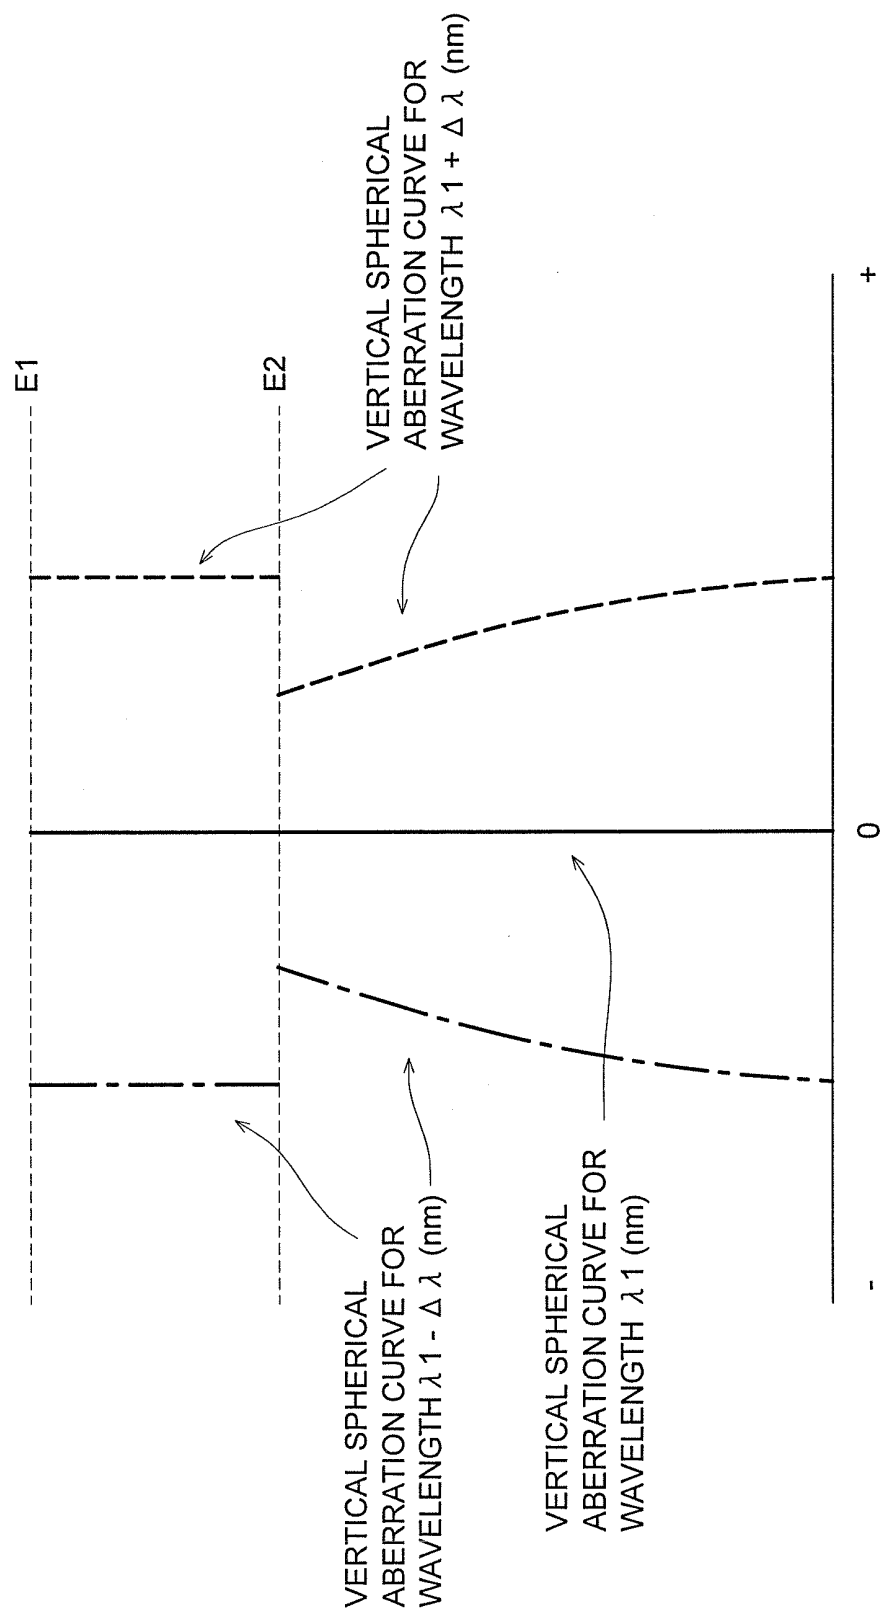 E1
E2
VERTICAL SPHERICAL
ABERRATION CURVE FOR
WAVELENGTH λ1 + Δλ (nm)
VERTICAL SPHERICAL
ABERRATION CURVE FOR
WAVELENGTH λ1 - Δλ (nm)
VERTICAL SPHERICAL
ABERRATION CURVE FOR
WAVELENGTH λ1 (nm)
-
0
+